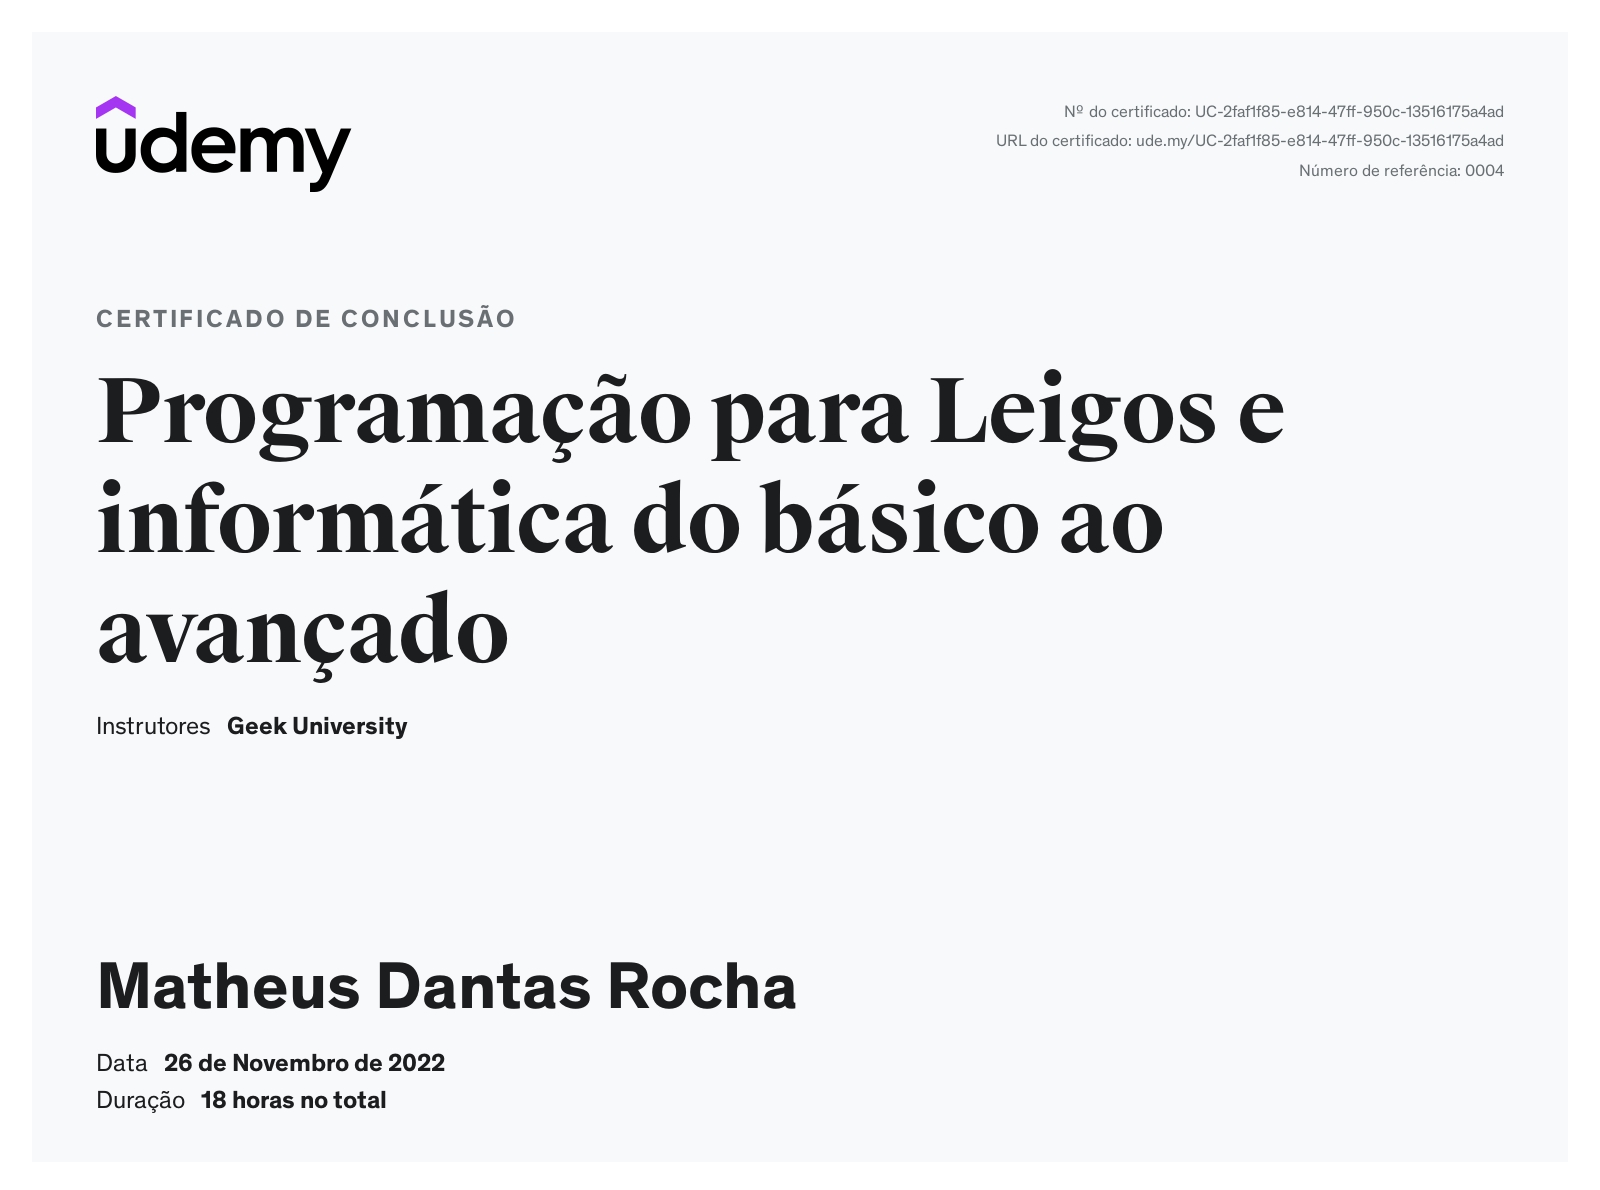 udemy
Nº do certificado: UC-2faf1f85-e814-47ff-950c-13516175a4ad
URL do certificado: ude.my/UC-2faf1f85-e814-47ff-950c-13516175a4ad
Número de referência: 0004
CERTIFICADO DE CONCLUSÃO
Programação para Leigos e
informática do básico ao
avançado
Instrutores Geek University
Matheus Dantas Rocha
Data 26 de Novembro de 2022
Duração 18 horas no total